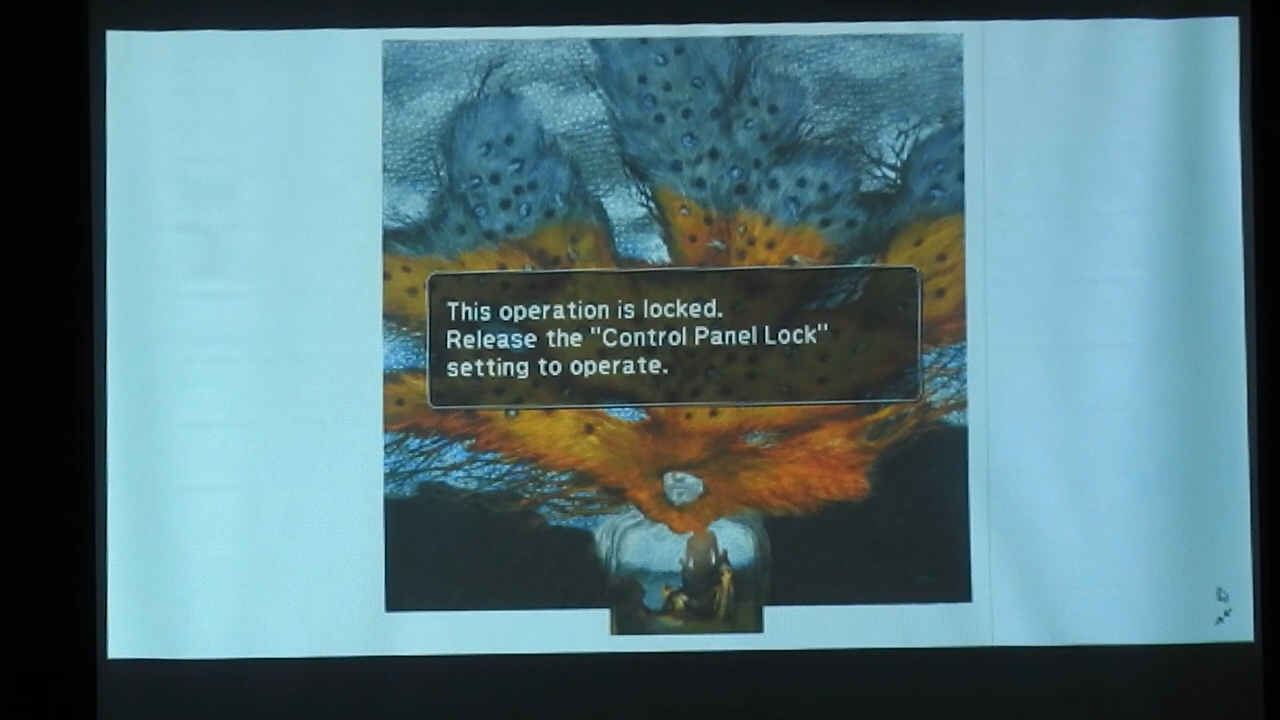 This operation is locked.
Release the "Control Panel Lock"
setting to operate.